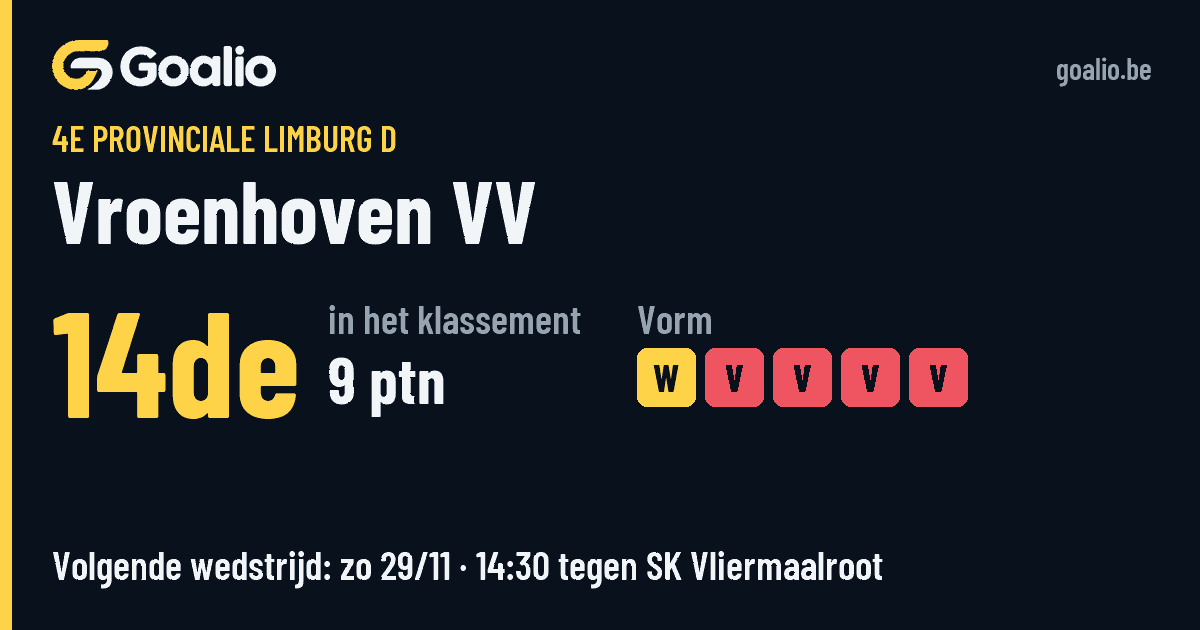 Goalio
goalio.be
4E PROVINCIALE LIMBURG D
Vroenhoven VV
14de
in het klassement
9 ptn
Vorm
W V V V V
Volgende wedstrijd: zo 29/11 · 14:30 tegen SK Vliermaalroot